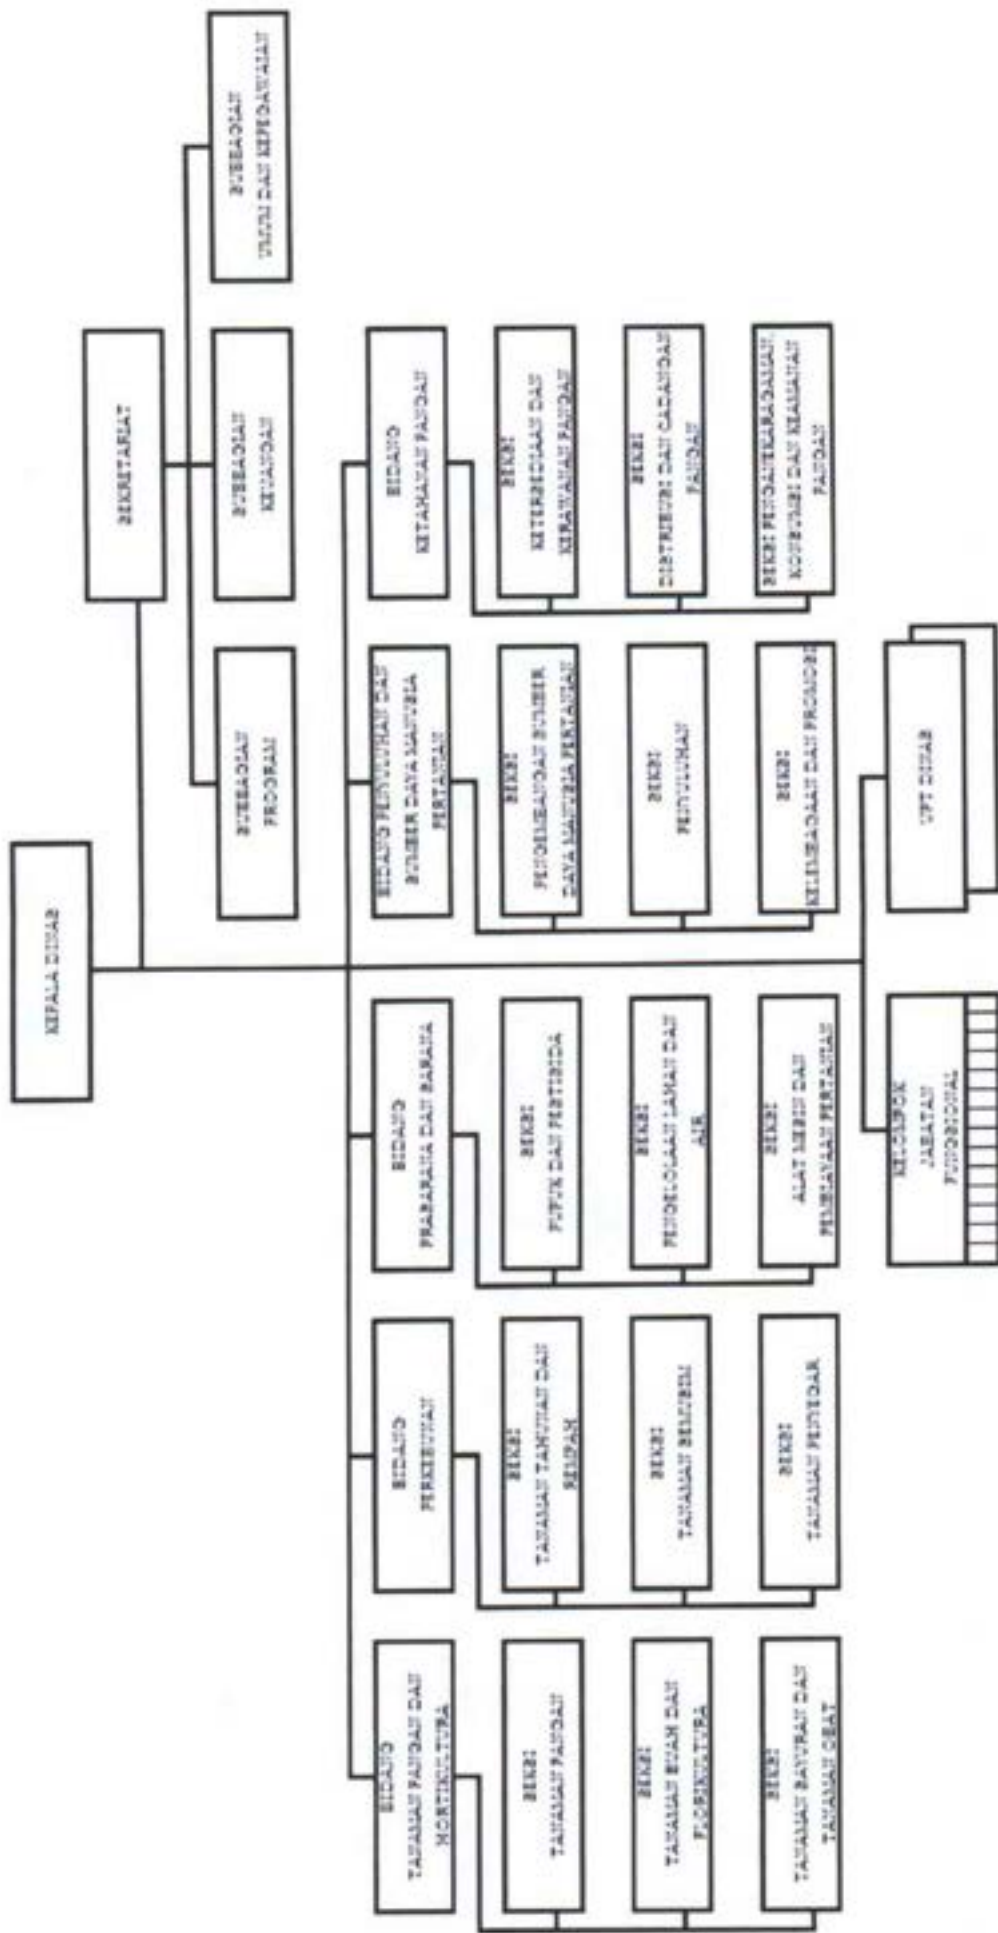 KEPALA DINAS
SEKRETARIAT
SUBBAGIAN
PROGRAM
SUBBAGIAN
KEUANGAN
SUBBAGIAN
UMUM DAN KEPEGAWAIAN
BIDANG
TANAMAN PANGAN DAN
HORTIKULTURA
BIDANG
PERKEBUNAN
BIDANG
PRASARANA DAN SARANA
BIDANG PENYULUHAN DAN
SUMBER DAYA MANUSIA
PERTANIAN
BIDANG
KETAHANAN PANGAN
SEKSI
TANAMAN PANGAN
SEKSI
TANAMAN TAHUNAN DAN
REMPAH
SEKSI
PUPUK DAN PESTISIDA
SEKSI
PENGEMBANGAN SUMBER
DAYA MANUSIA PERTANIAN
SEKSI
KETERSEDIAAN DAN
KERAWANAN PANGAN
SEKSI
TANAMAN BUAH DAN
FLORIKULTURA
SEKSI
TANAMAN SEMUSIM
SEKSI
PENGELOLAAN LAHAN DAN
AIR
SEKSI
PENYULUHAN
SEKSI
DISTRIBUSI DAN CADANGAN
PANGAN
SEKSI
TANAMAN SAYURAN DAN
TANAMAN OBAT
SEKSI
TANAMAN PENYEGAR
SEKSI
ALAT MESIN DAN
PEMBIAYAAN PERTANIAN
SEKSI
KELEMBAGAAN DAN PROMOSI
SEKSI PENGANEKARAGAMAN
KONSUMSI DAN KEAMANAN
PANGAN
KELOMPOK
JABATAN
FUNGSIONAL
UPT DINAS